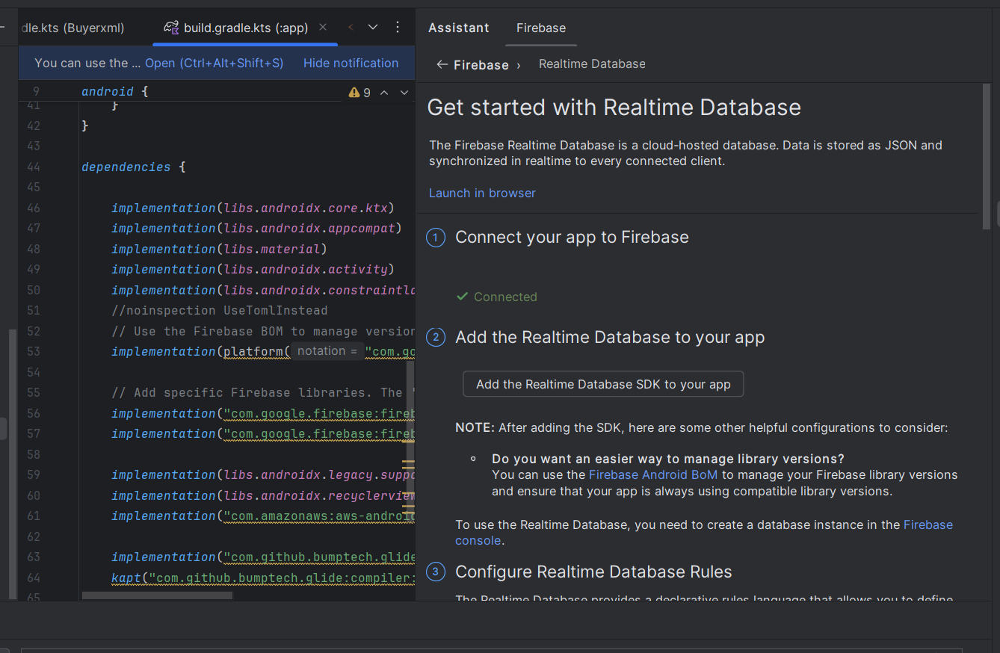 dle.kts (Buyerxml)
build.gradle.kts (:app)
You can use the ... Open (Ctrl+Alt+Shift+S) Hide notification
9 android {
9
41 }
42 }
43
44 dependencies {
45
46 implementation(libs.androidx.core.ktx)
47 implementation(libs.androidx.appcompat)
48 implementation(libs.material)
49 implementation(libs.androidx.activity)
50 implementation(libs.androidx.constraintla
51 //noinspection UseTomlInstead
52 // Use the Firebase BOM to manage version
53 implementation(platform( notation = "com.go
54
55 // Add specific Firebase libraries. The
56 implementation("com.google.firebase:fireb
57 implementation("com.google.firebase:fireb
58
59 implementation(libs.androidx.legacy.suppo
60 implementation(libs.androidx.recyclerview
61 implementation("com.amazonaws:aws-android
62
63 implementation("com.github.bumptech.glide
64 kapt("com.github.bumptech.glide:compiler:
65
Assistant Firebase
← Firebase › Realtime Database
Get started with Realtime Database
The Firebase Realtime Database is a cloud-hosted database. Data is stored as JSON and
synchronized in realtime to every connected client.
Launch in browser
1 Connect your app to Firebase
✓ Connected
2 Add the Realtime Database to your app
Add the Realtime Database SDK to your app
NOTE: After adding the SDK, here are some other helpful configurations to consider:
Do you want an easier way to manage library versions?
You can use the Firebase Android BoM to manage your Firebase library versions
and ensure that your app is always using compatible library versions.
To use the Realtime Database, you need to create a database instance in the Firebase
console.
3 Configure Realtime Database Rules
The Realtime Database provides a declarative rules language that allows you to define